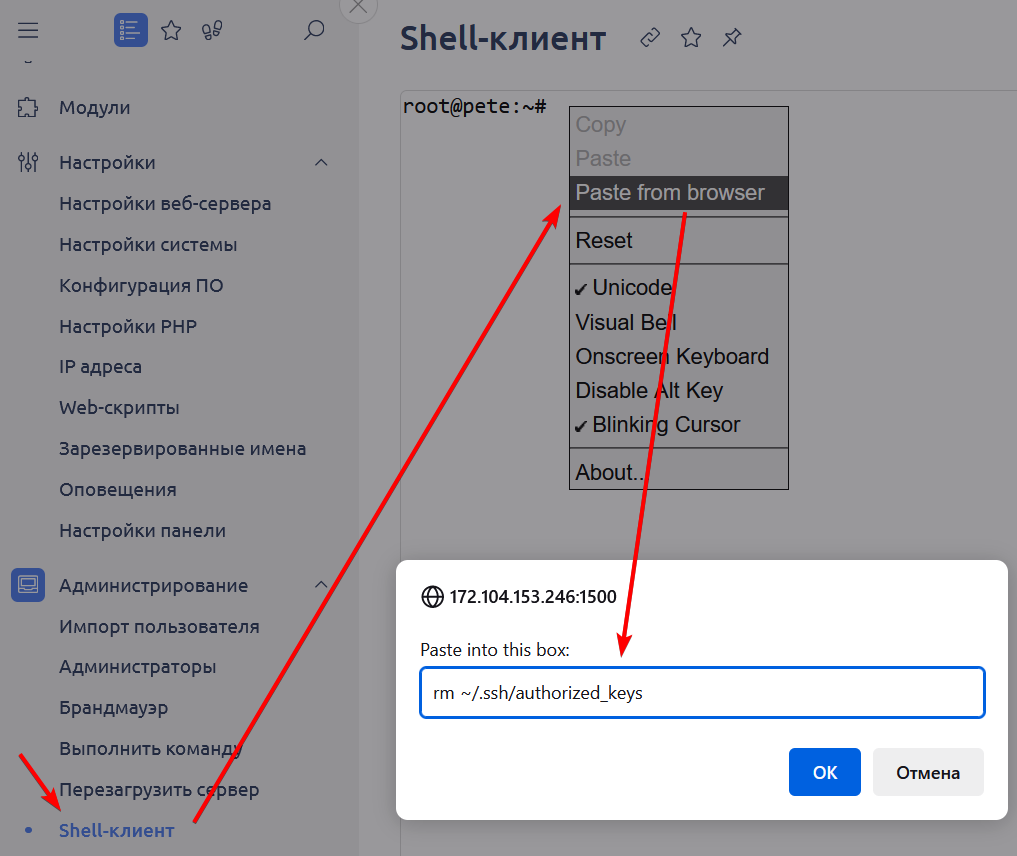 Shell-клиент
Модули
Настройки
Настройки веб-сервера
Настройки системы
Конфигурация ПО
Настройки PHP
IP адреса
Web-скрипты
Зарезервированные имена
Оповещения
Настройки панели
Администрирование
Импорт пользователя
Администраторы
Брандмауэр
Выполнить команду
Перезагрузить сервер
Shell-клиент
root@pete:~#
Copy
Paste
Paste from browser
Reset
✔ Unicode
Visual Bell
Onscreen Keyboard
Disable Alt Key
✔ Blinking Cursor
About...
172.104.153.246:1500
Paste into this box:
rm ~/.ssh/authorized_keys
ОК
Отмена